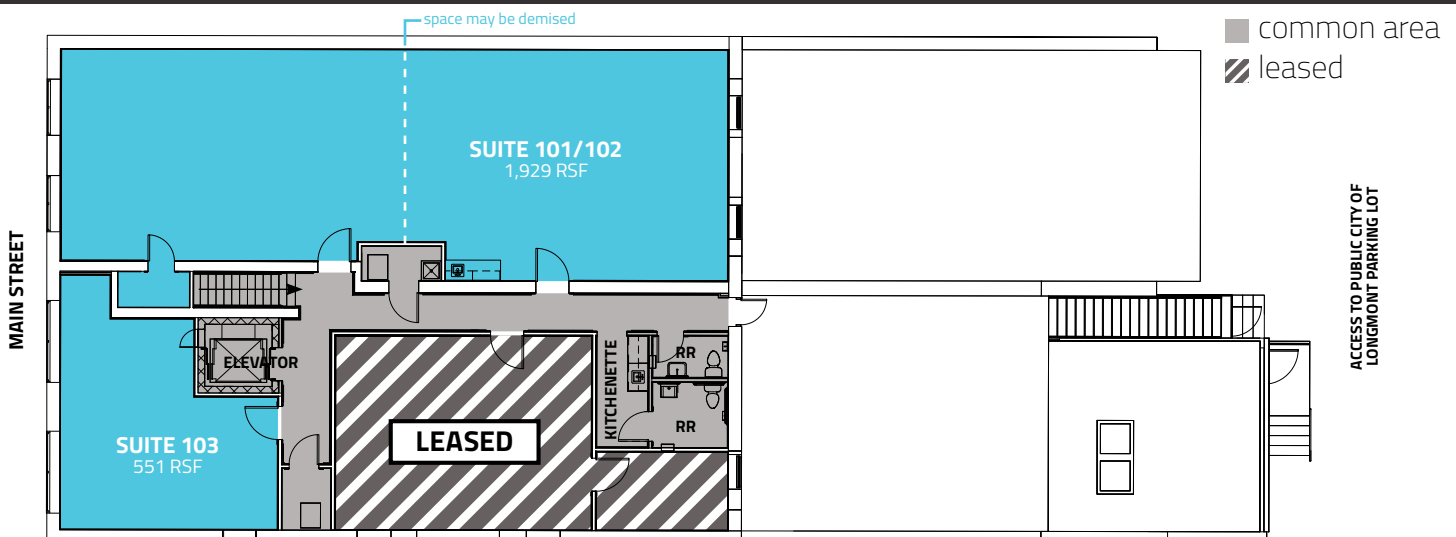 space may be demised
common area
leased
SUITE 101/102
1,929 RSF
MAIN STREET
ACCESS TO PUBLIC CITY OF
LONGMONT PARKING LOT
ELEVATOR
KITCHENETTE
RR
RR
LEASED
SUITE 103
551 RSF